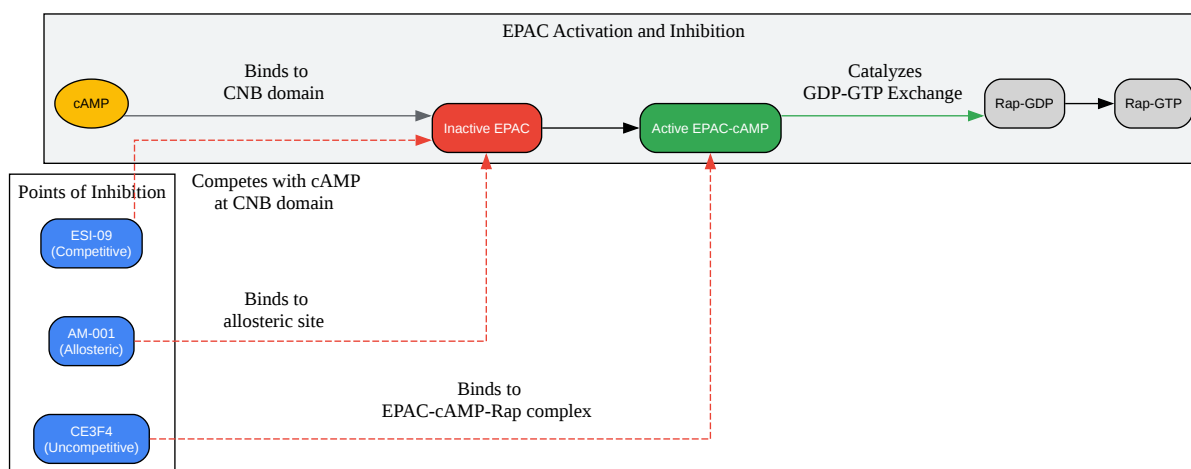 EPAC Activation and Inhibition
cAMP
Binds to
CNB domain
Inactive EPAC
Active EPAC-cAMP
Catalyzes
GDP-GTP Exchange
Rap-GDP
Rap-GTP
Points of Inhibition
Competes with cAMP
at CNB domain
ESI-09
(Competitive)
Binds to
allosteric site
AM-001
(Allosteric)
Binds to
EPAC-cAMP-Rap complex
CE3F4
(Uncompetitive)